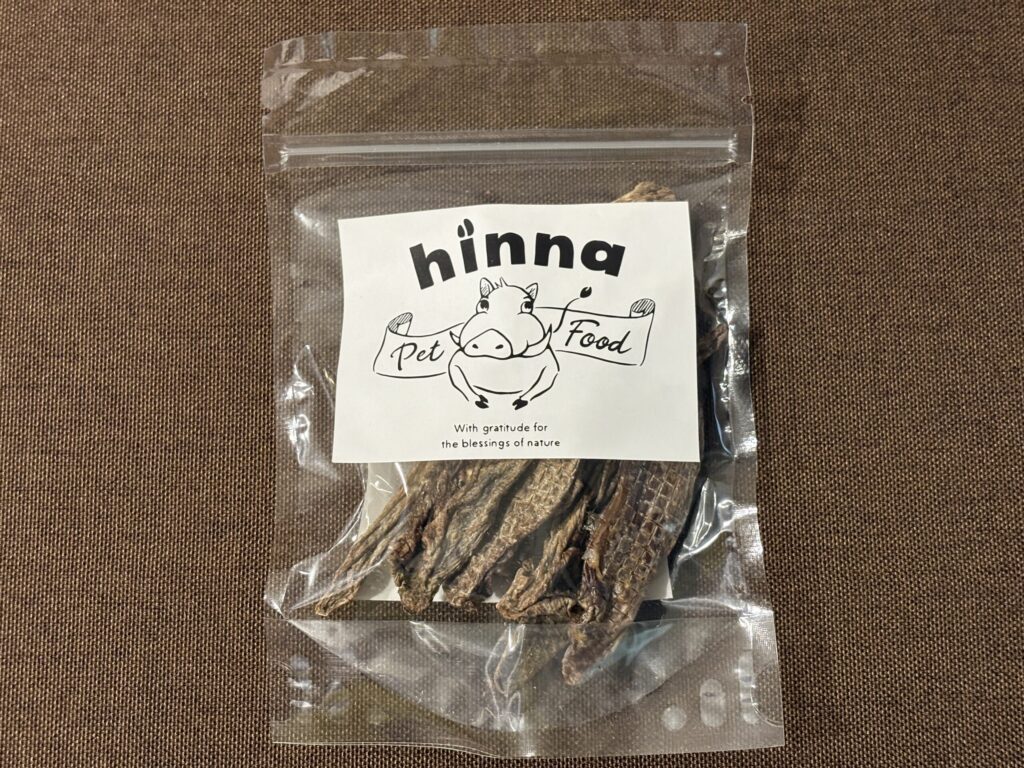 hinna
Pet Food
With gratitude for
the blessings of nature